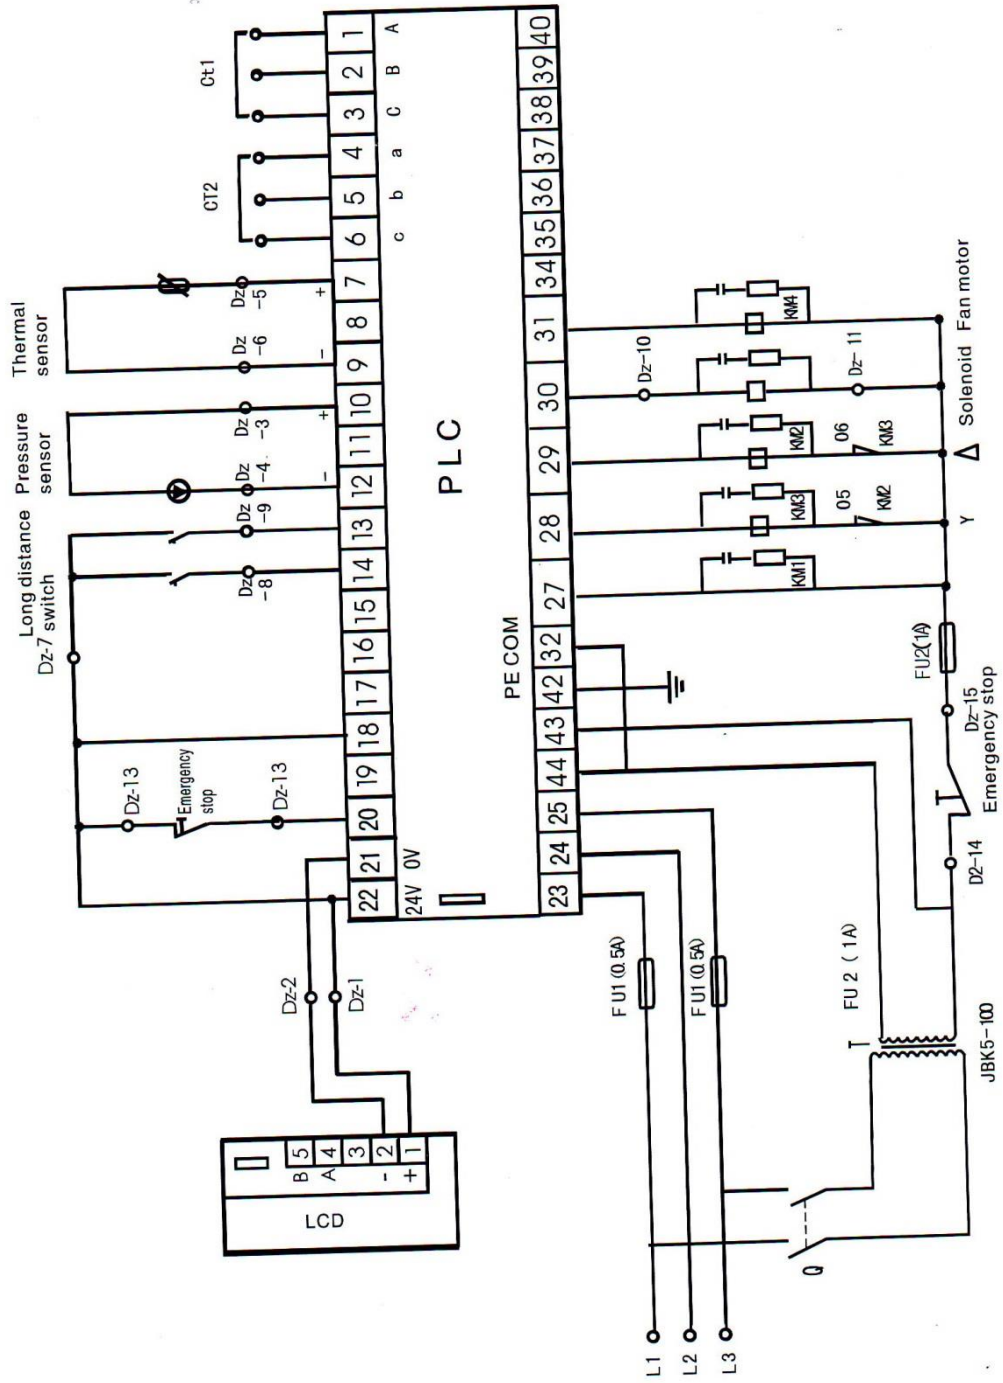 Ct1
CT2
Thermal
sensor
Pressure
sensor
Long distance
Dz-7 switch
Dz
-5
Dz
-6
Dz
-3
Dz
-4
Dz
-9
Dz
-8
+
-
+
-
Dz-13
Emergency
stop
Dz-13
1 2 3 4 5 6 7 8 9 10 11 12 13 14 15 16 17 18 19 20 21 22
A B C a b c
0V
24V
PLC
PE COM
40 39 38 37 36 35 34 31 30 29 28 27 32 42 43 44 25 24 23
Dz-2
Dz-1
B 5
A 4
3
- 2
+ 1
LCD
KM4
Dz-10
Dz-11
KM2
06
KM3
KM3
05
KM2
KM1
Fan motor
Solenoid
Y
FU2(1A)
Dz-15
Emergency stop
D2-14
FU1(0.5A)
FU1(0.5A)
FU2(1A)
T
JBK5-100
Q
L1
L2
L3